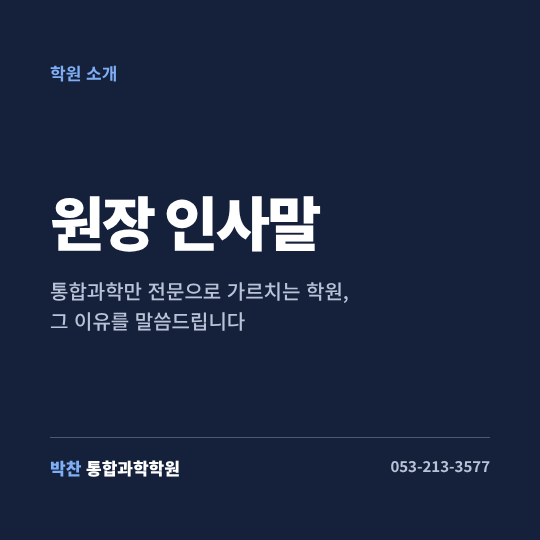 학원 소개
원장 인사말
통합과학만 전문으로 가르치는 학원,
그 이유를 말씀드립니다
박찬 통합과학학원
053-213-3577